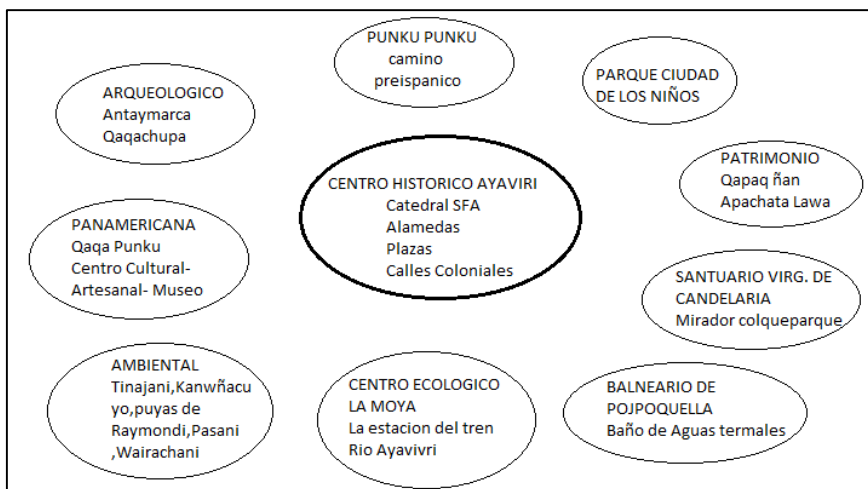 PUNKU PUNKU
camino
preispanico
PARQUE CIUDAD
DE LOS NIÑOS
ARQUEOLOGICO
Antaymarca
Qaqachupa
CENTRO HISTORICO AYAVIRI
Catedral SFA
Alamedas
Plazas
Calles Coloniales
PATRIMONIO
Qapaq ñan
Apachata Lawa
PANAMERICANA
Qaqa Punku
Centro Cultural-
Artesanal- Museo
SANTUARIO VIRG. DE
CANDELARIA
Mirador colqueparque
AMBIENTAL
Tinajani,Kanwñacu
yo,puyas de
Raymondi,Pasani
,Wairachani
CENTRO ECOLOGICO
LA MOYA
La estacion del tren
Rio Ayavivri
BALNEARIO DE
POJPOQUELLA
Baño de Aguas termales